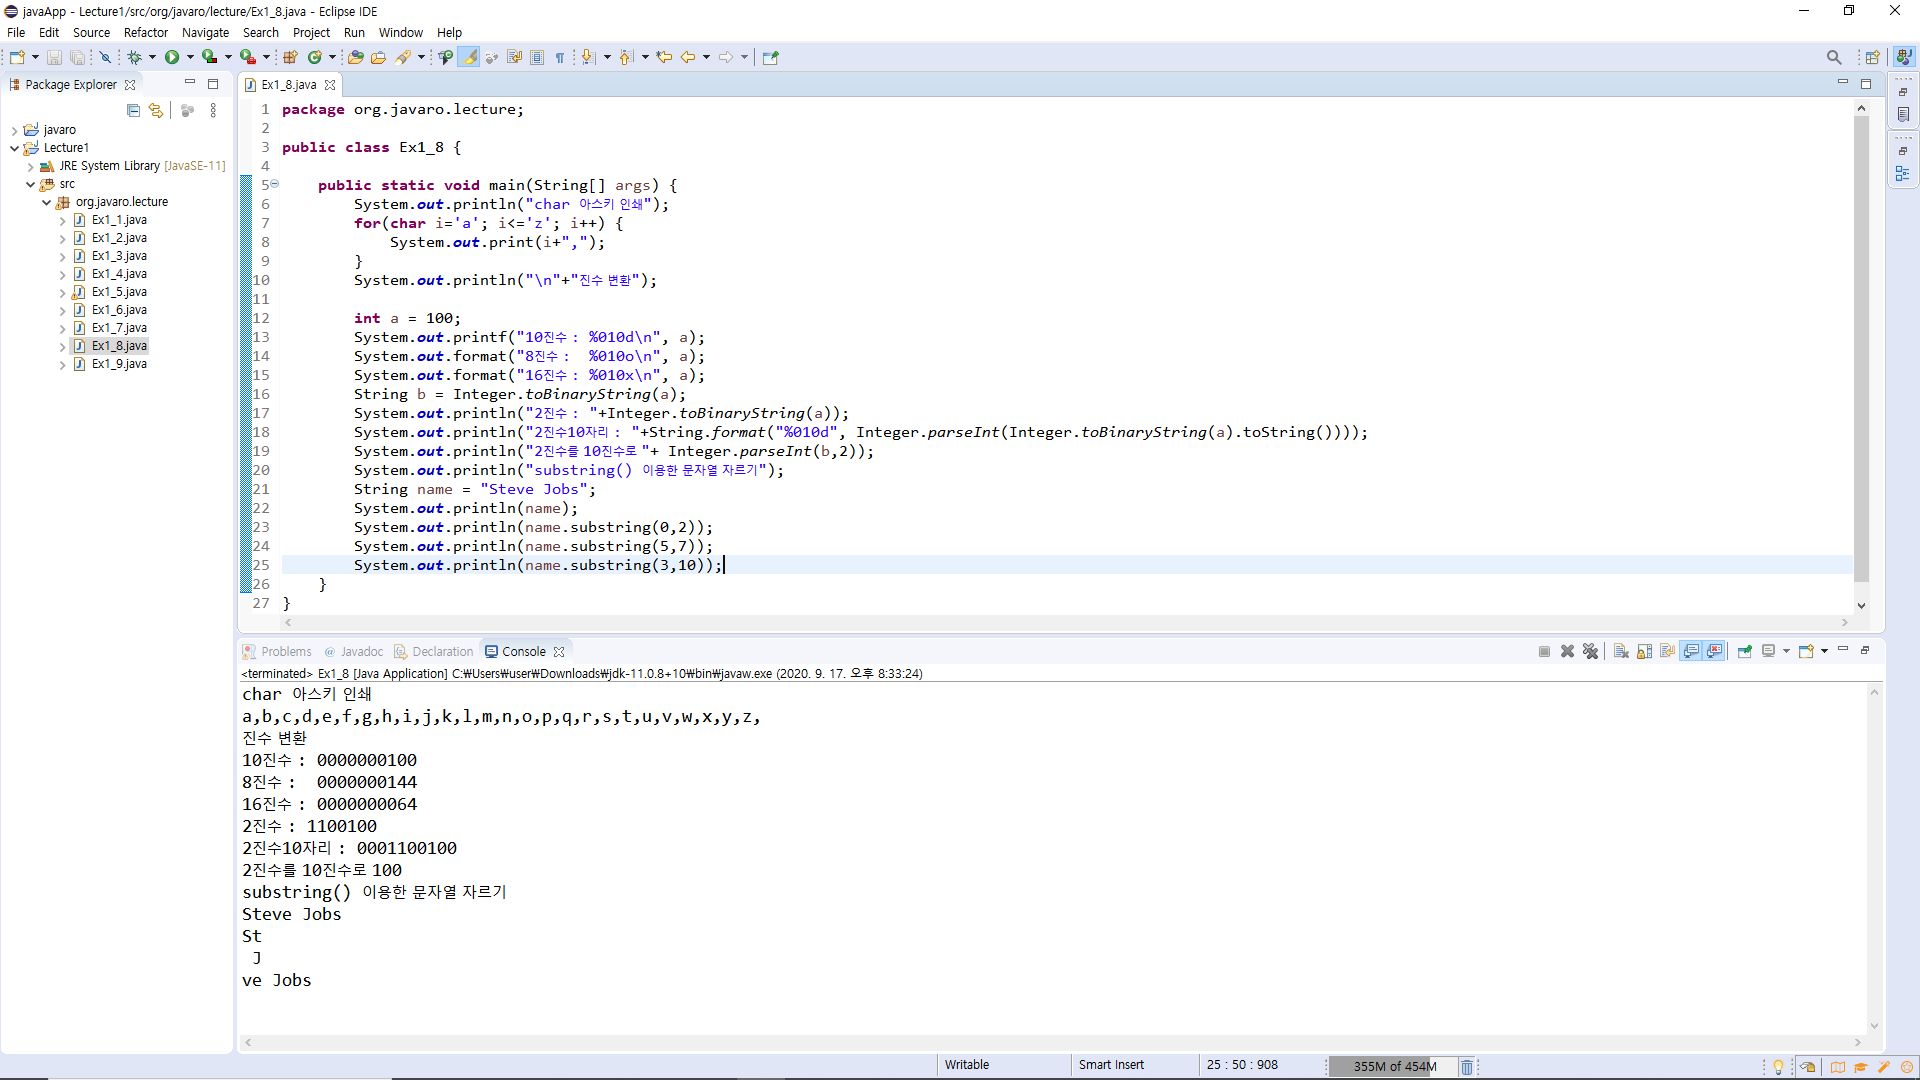 javaApp - Lecture1/src/org/javaro/lecture/Ex1_8.java - Eclipse IDE
File Edit Source Refactor Navigate Search Project Run Window Help
Package Explorer
javaro
Lecture1
JRE System Library [JavaSE-11]
src
org.javaro.lecture
Ex1_1.java
Ex1_2.java
Ex1_3.java
Ex1_4.java
Ex1_5.java
Ex1_6.java
Ex1_7.java
Ex1_8.java
Ex1_9.java
Ex1_8.java
1 package org.javaro.lecture;
2
3 public class Ex1_8 {
4
5     public static void main(String[] args) {
6         System.out.println("char 아스키 인쇄");
7         for(char i='a'; i<='z'; i++) {
8             System.out.print(i+",");
9         }
10         System.out.println("\n"+"진수 변환");
11
12         int a = 100;
13         System.out.printf("10진수 : %010d\n", a);
14         System.out.format("8진수 :  %010o\n", a);
15         System.out.format("16진수 : %010x\n", a);
16         String b = Integer.toBinaryString(a);
17         System.out.println("2진수 : "+Integer.toBinaryString(a));
18         System.out.println("2진수10자리 : "+String.format("%010d", Integer.parseInt(Integer.toBinaryString(a).toString())));
19         System.out.println("2진수를 10진수로 "+ Integer.parseInt(b,2));
20         System.out.println("substring() 이용한 문자열 자르기");
21         String name = "Steve Jobs";
22         System.out.println(name);
23         System.out.println(name.substring(0,2));
24         System.out.println(name.substring(5,7));
25         System.out.println(name.substring(3,10));
26     }
27 }
Problems @ Javadoc Declaration Console
<terminated> Ex1_8 [Java Application] C:₩Users₩user₩Downloads₩jdk-11.0.8+10₩bin₩javaw.exe (2020. 9. 17. 오후 8:33:24)
char 아스키 인쇄
a,b,c,d,e,f,g,h,i,j,k,l,m,n,o,p,q,r,s,t,u,v,w,x,y,z,
진수 변환
10진수 : 0000000100
8진수 :  0000000144
16진수 : 0000000064
2진수 : 1100100
2진수10자리 : 0001100100
2진수를 10진수로 100
substring() 이용한 문자열 자르기
Steve Jobs
St
 J
ve Jobs
Writable Smart Insert 25 : 50 : 908 355M of 454M